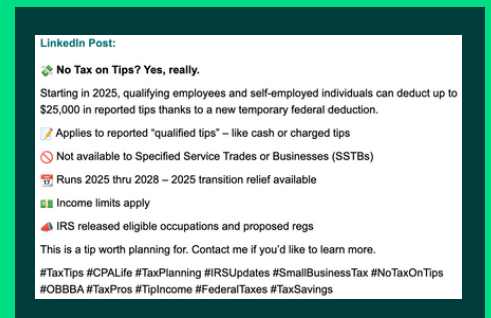 LinkedIn Post:
💸 No Tax on Tips? Yes, really.
Starting in 2025, qualifying employees and self-employed individuals can deduct up to
$25,000 in reported tips thanks to a new temporary federal deduction.
📝 Applies to reported “qualified tips” – like cash or charged tips
🚫 Not available to Specified Service Trades or Businesses (SSTBs)
📆 Runs 2025 thru 2028 – 2025 transition relief available
💵 Income limits apply
📣 IRS released eligible occupations and proposed regs
This is a tip worth planning for. Contact me if you’d like to learn more.
#TaxTips #CPALife #TaxPlanning #IRSUpdates #SmallBusinessTax #NoTaxOnTips
#OBBBA #TaxPros #TipIncome #FederalTaxes #TaxSavings